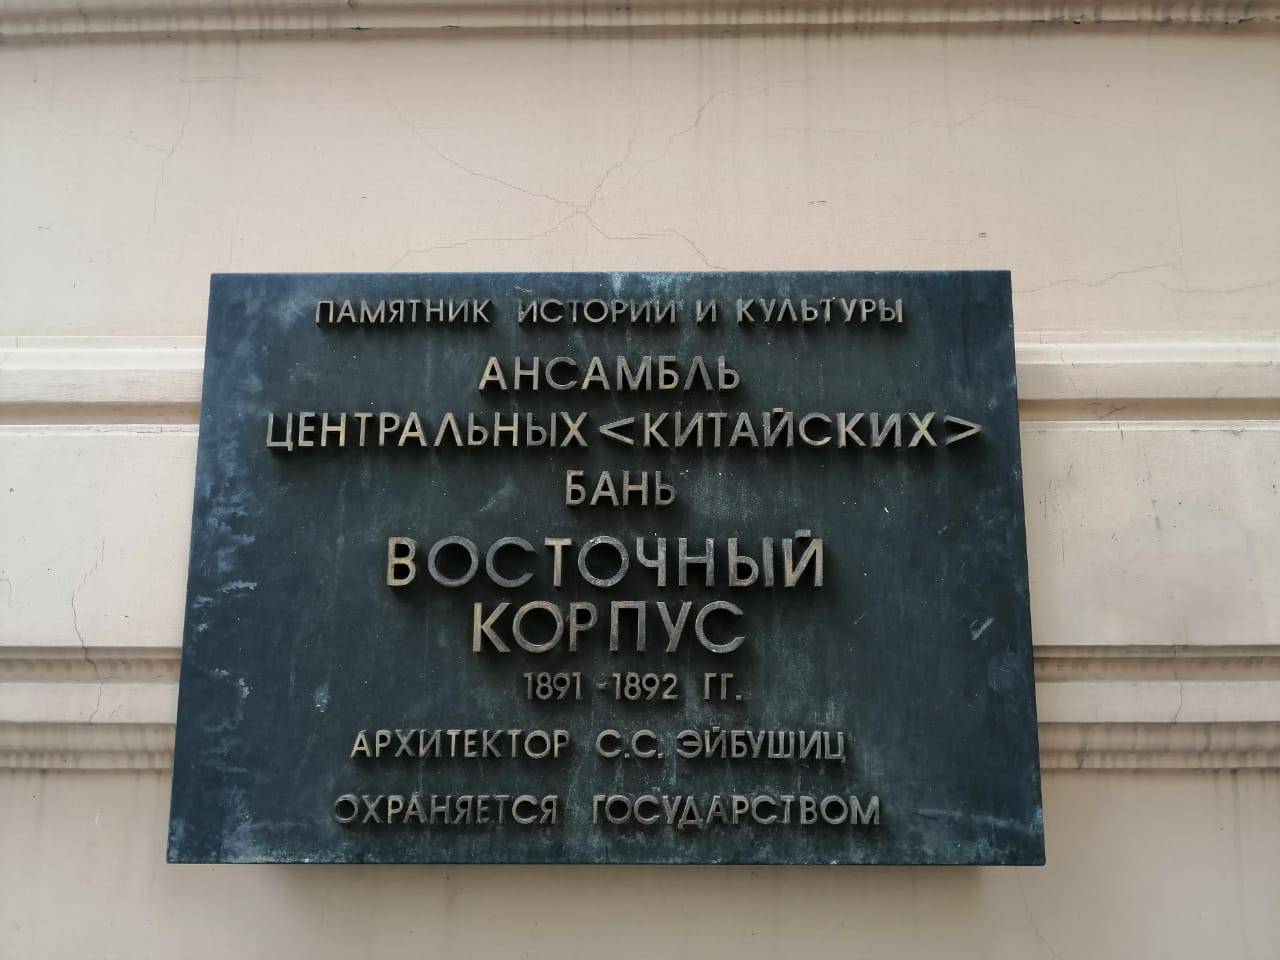 ПАМЯТНИК ИСТОРИИ И КУЛЬТУРЫ
АНСАМБЛЬ
ЦЕНТРАЛЬНЫХ <КИТАЙСКИХ>
БАНЬ
ВОСТОЧНЫЙ
КОРПУС
1891-1892 ГГ.
АРХИТЕКТОР С.С. ЭЙБУШИЦ
ОХРАНЯЕТСЯ ГОСУДАРСТВОМ